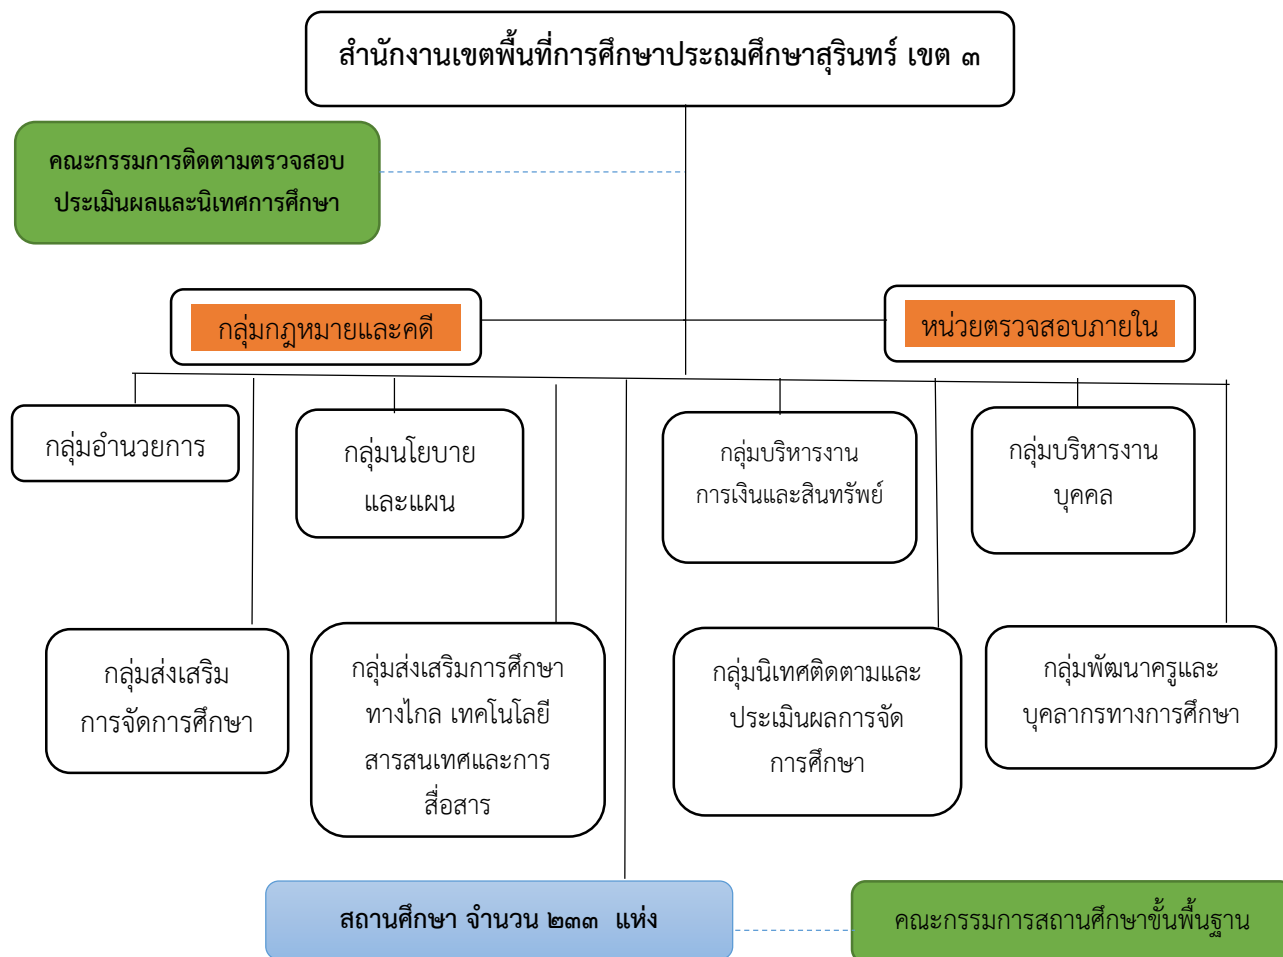 สำนักงานเขตพื้นที่การศึกษาประถมศึกษาสุรินทร์ เขต ๓
คณะกรรมการติดตามตรวจสอบ
ประเมินผลและนิเทศการศึกษา
กลุ่มกฎหมายและคดี
หน่วยตรวจสอบภายใน
กลุ่มอำนวยการ
กลุ่มนโยบาย
และแผน
กลุ่มบริหารงาน
การเงินและสินทรัพย์
กลุ่มบริหารงาน
บุคคล
กลุ่มส่งเสริม
การจัดการศึกษา
กลุ่มส่งเสริมการศึกษา
ทางไกล เทคโนโลยี
สารสนเทศและการ
สื่อสาร
กลุ่มนิเทศติดตามและ
ประเมินผลการจัด
การศึกษา
กลุ่มพัฒนาครูและ
บุคลากรทางการศึกษา
สถานศึกษา จำนวน ๒๓๓ แห่ง
คณะกรรมการสถานศึกษาขั้นพื้นฐาน